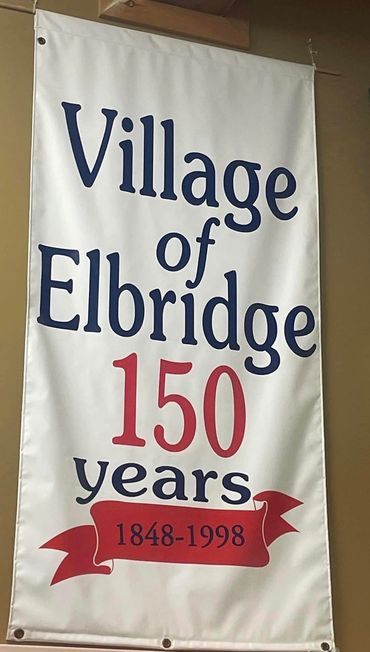 Village
of
Elbridge
150
years
1848-1998